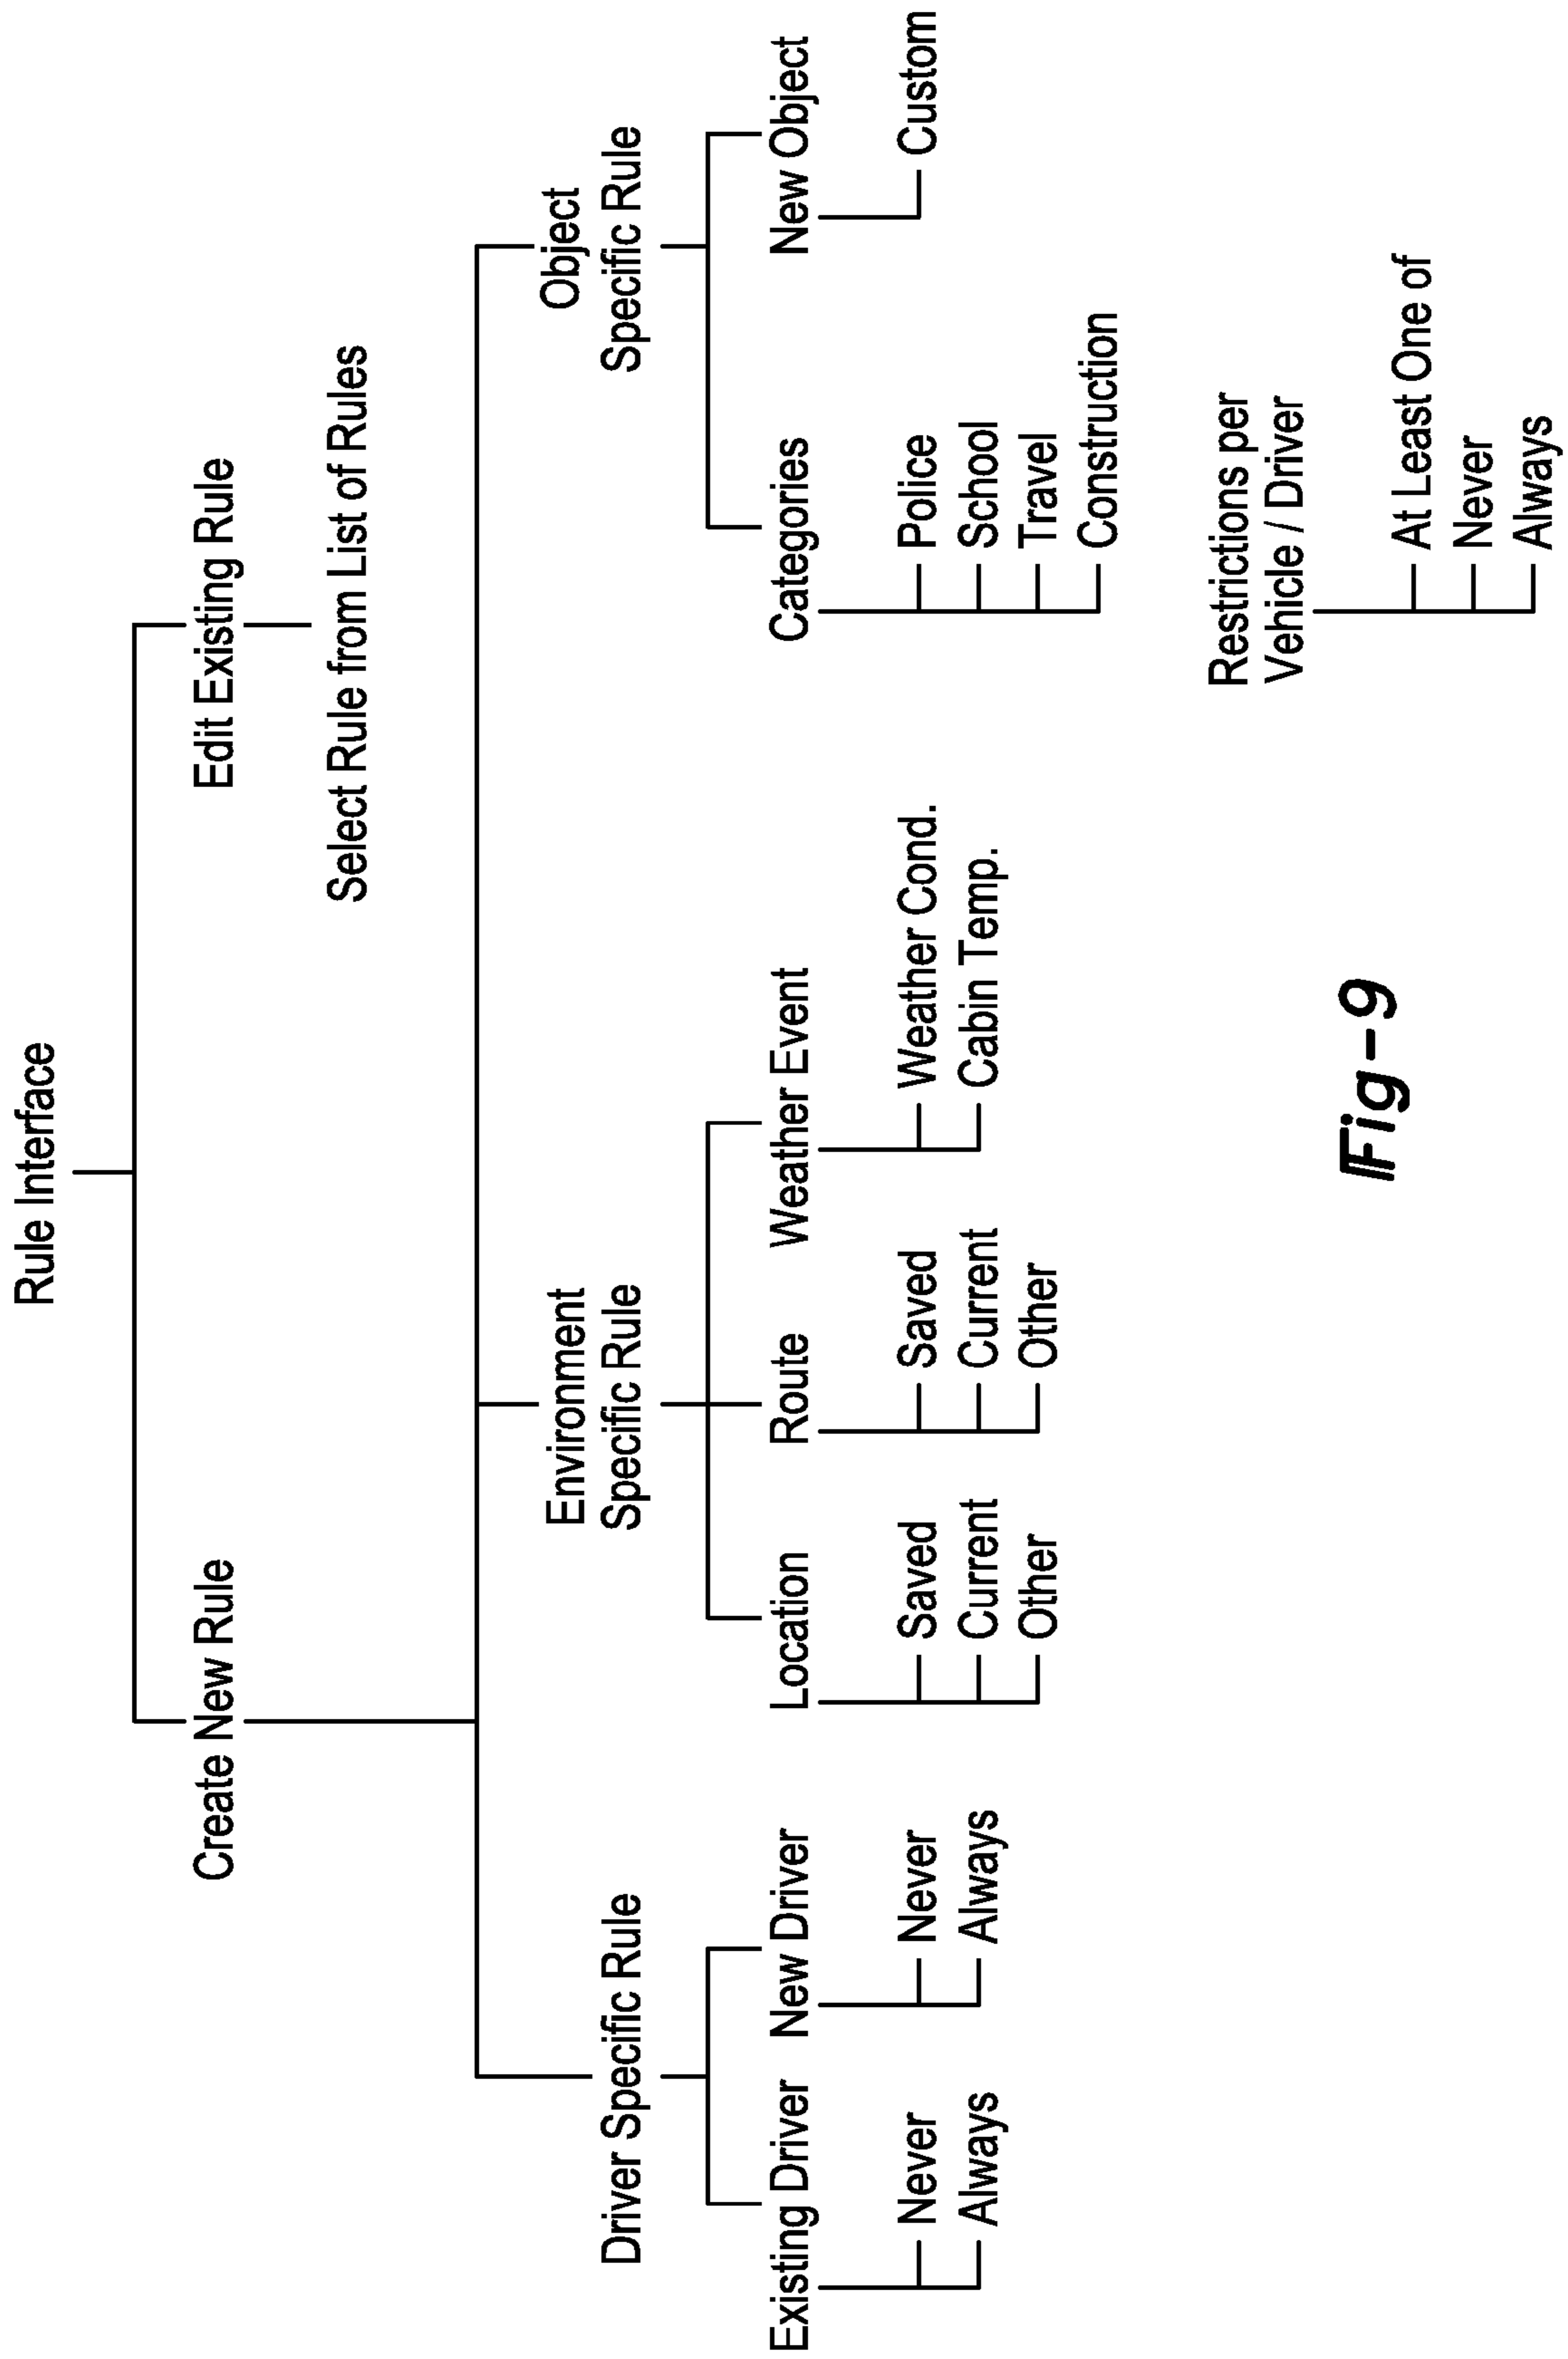 Rule Interface
Create New Rule
Edit Existing Rule
Select Rule from List of Rules
Driver Specific Rule
Environment
Specific Rule
Object
Specific Rule
Existing Driver
Never
Always
New Driver
Never
Always
Location
Saved
Current
Other
Route
Saved
Current
Other
Weather Event
Weather Cond.
Cabin Temp.
Categories
Police
School
Travel
Construction
New Object
Custom
Restrictions per
Vehicle / Driver
At Least One of
Never
Always
Fig-9